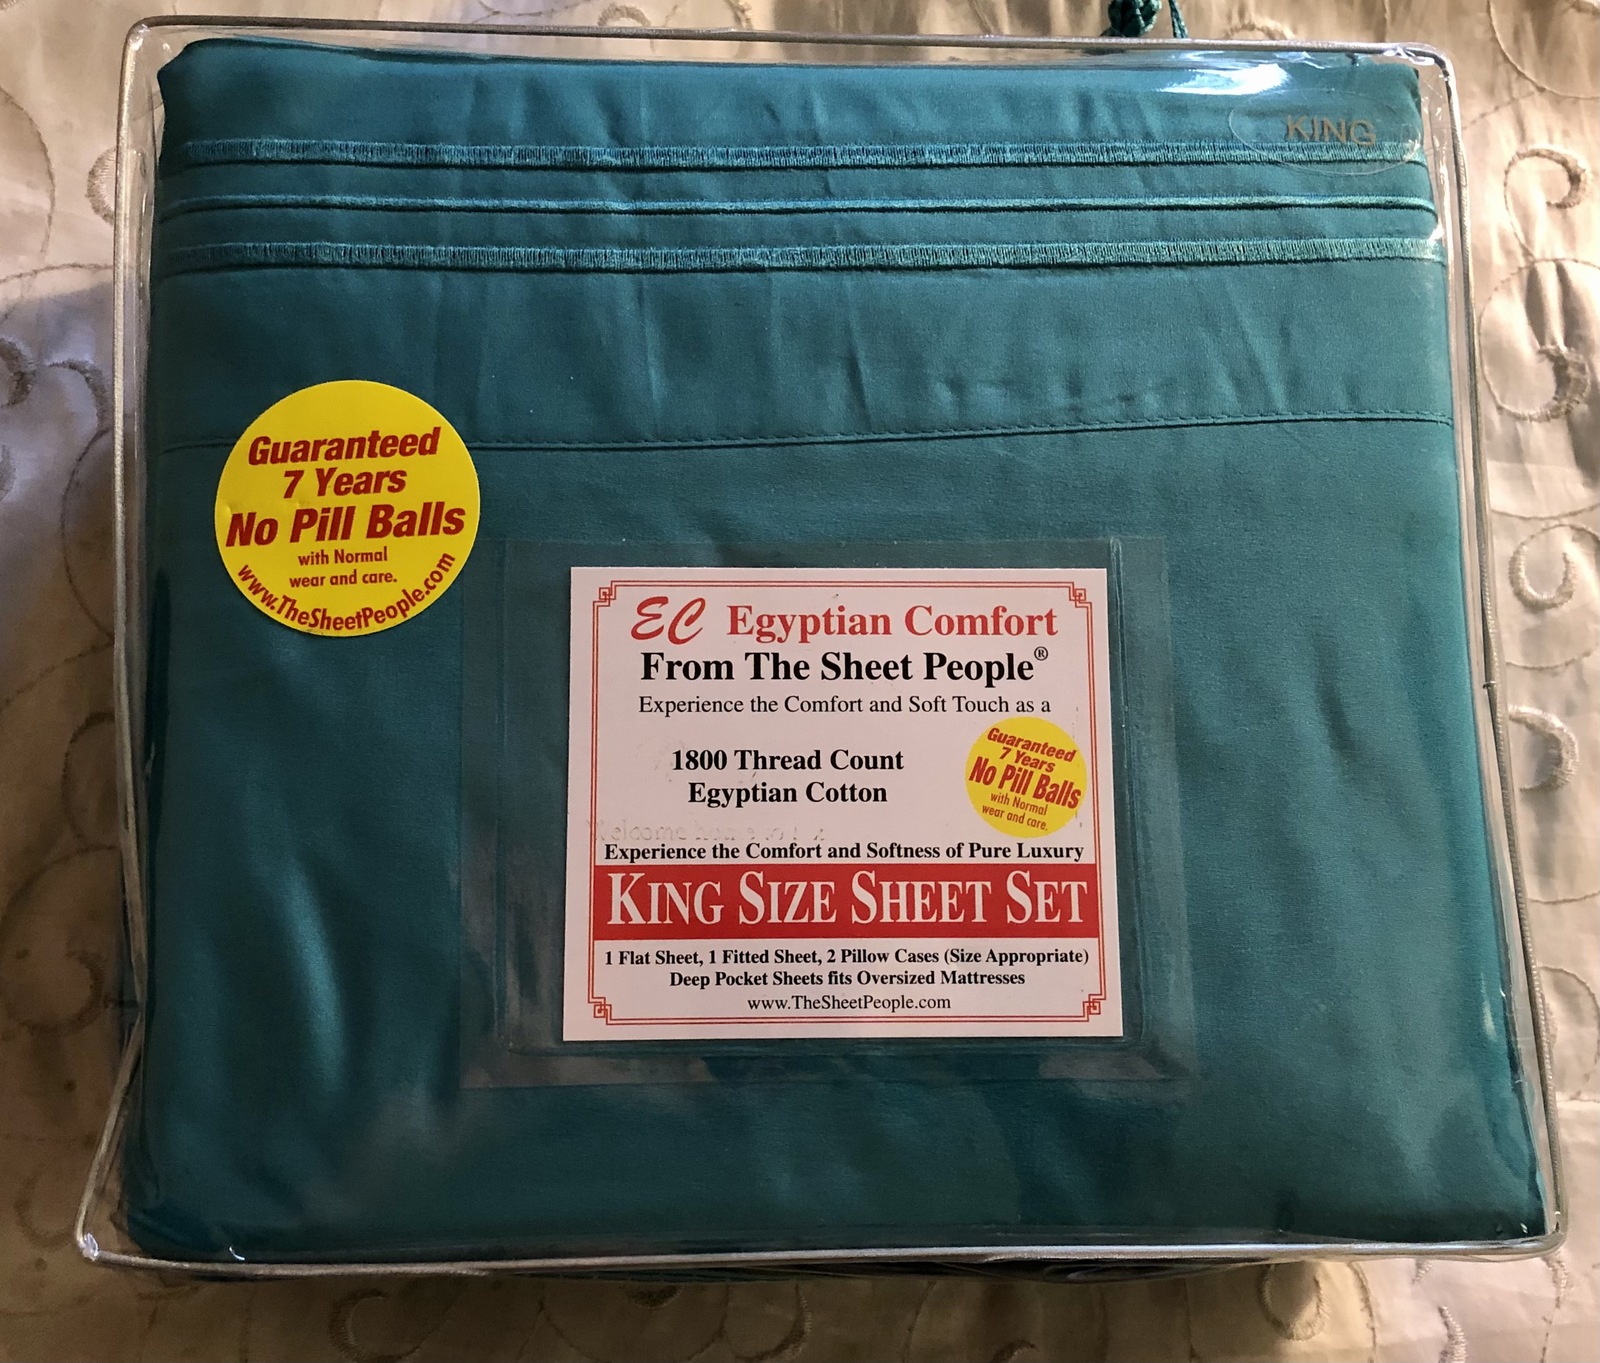 KING
Guaranteed
7 Years
No Pill Balls
with Normal
wear and care.
www.TheSheetPeople.com
EC Egyptian Comfort
From The Sheet People®
Experience the Comfort and Soft Touch as a
1800 Thread Count
Egyptian Cotton
Guaranteed
7 Years
No Pill Balls
with Normal
wear and care.
Welcome
Experience the Comfort and Softness of Pure Luxury
KING SIZE SHEET SET
1 Flat Sheet, 1 Fitted Sheet, 2 Pillow Cases (Size Appropriate)
Deep Pocket Sheets fits Oversized Mattresses
www.TheSheetPeople.com